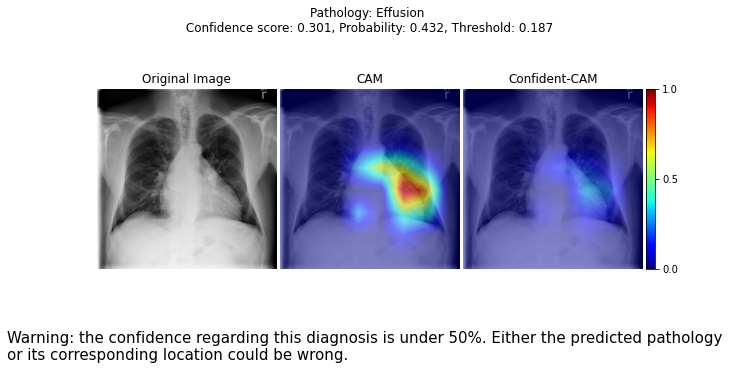 Pathology: Effusion
Confidence score: 0.301, Probability: 0.432, Threshold: 0.187
Original Image
CAM
Confident-CAM
1.0
0.5
0.0
Warning: the confidence regarding this diagnosis is under 50%. Either the predicted pathology
or its corresponding location could be wrong.